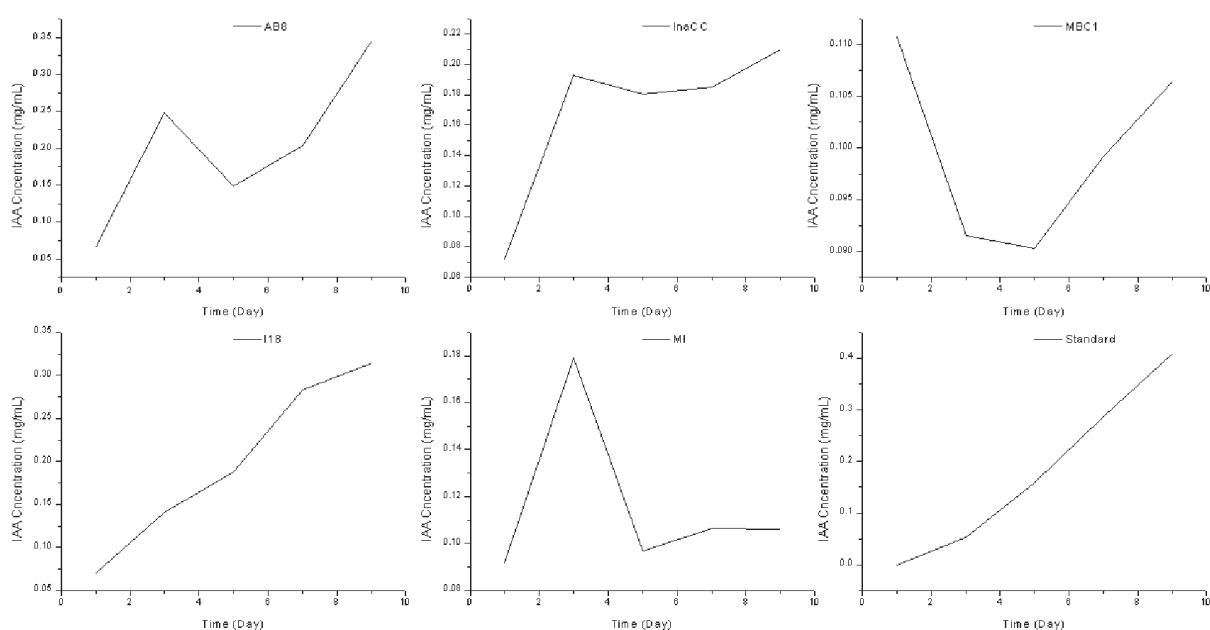 AB8
IAA Cncentration (mg/mL)
0.35
0.30
0.25
0.20
0.15
0.10
0.05
0 2 4 6 8 10
Time (Day)
InaCC
IAA Cncentration (mg/mL)
0.22
0.20
0.18
0.16
0.14
0.12
0.10
0.08
0.06
0 2 4 6 8 10
Time (Day)
MBC1
IAA Cncentration (mg/mL)
0.110
0.105
0.100
0.095
0.090
0 2 4 6 8 10
Time (Day)
I18
IAA Cncentration (mg/mL)
0.35
0.30
0.25
0.20
0.15
0.10
0.05
0 2 4 6 8 10
Time (Day)
MI
IAA Cncentration (mg/mL)
0.18
0.16
0.14
0.12
0.10
0.08
0 2 4 6 8 10
Time (Day)
Standard
IAA Cncentration (mg/mL)
0.4
0.3
0.2
0.1
0.0
0 2 4 6 8 10
Time (Day)